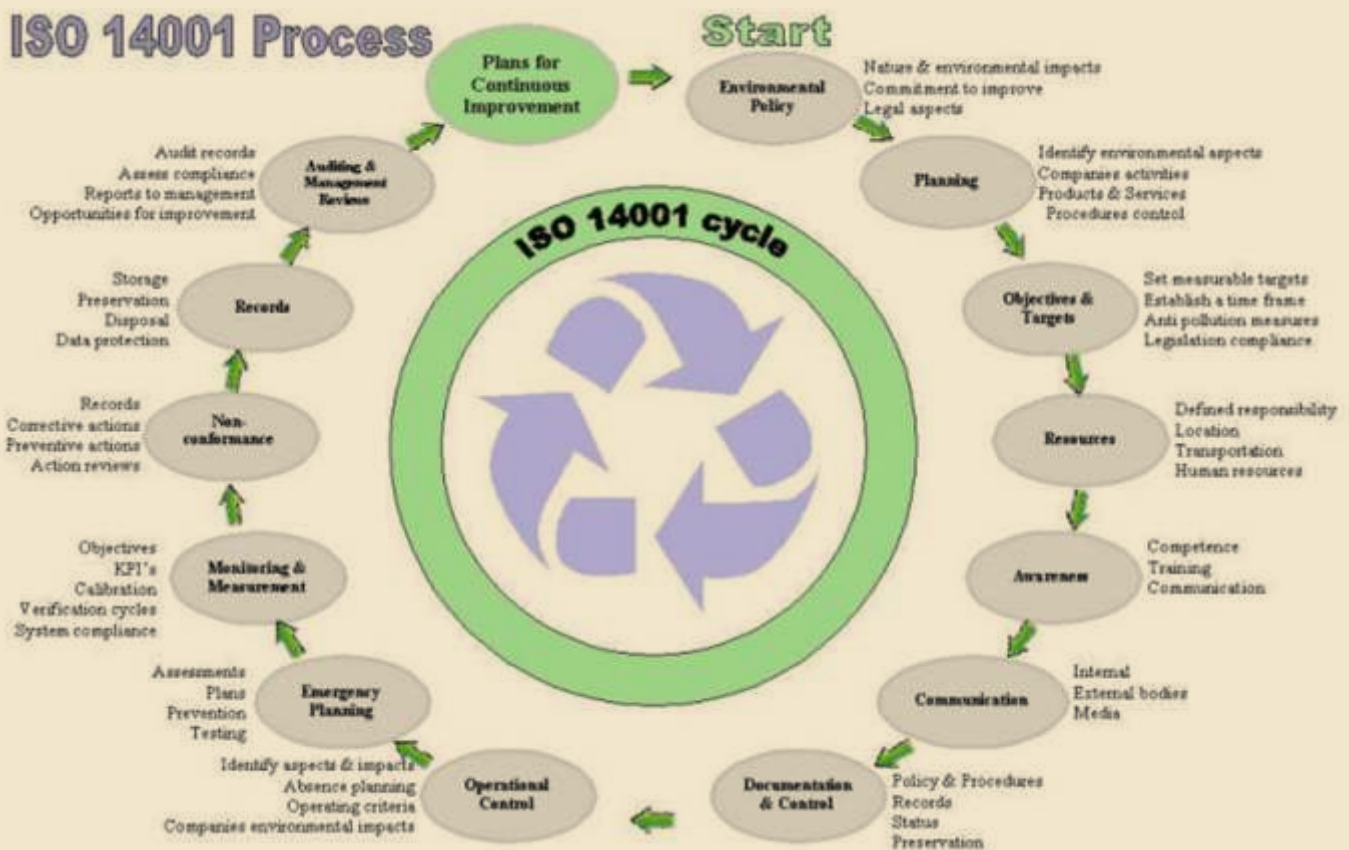 ISO 14001 Process
Start
Plans for
Continuous
Improvement
Environmental
Policy
Nature & environmental impacts
Commitment to improve
Legal aspects
Planning
Identify environmental aspects
Companies activities
Products & Services
Procedures control
Objectives &
Targets
Set measurable targets
Establish a time frame
Anti pollution measures
Legislation compliance
Resources
Defined responsibility
Location
Transportation
Human resources
Awareness
Competence
Training
Communication
Communication
Internal
External bodies
Media
Documentation
& Control
Policy & Procedures
Records
Status
Preservation
Operational
Control
Identify aspects & impacts
Absence planning
Operating criteria
Companies environmental impacts
Emergency
Planning
Assessments
Plans
Prevention
Testing
Monitoring &
Measurement
Objectives
KPI's
Calibration
Verification cycles
System compliance
Non-
conformance
Records
Corrective actions
Preventive actions
Action reviews
Records
Storage
Preservation
Disposal
Data protection
Auditing &
Management
Reviews
Audit records
Assess compliance
Reports to management
Opportunities for improvement
ISO 14001 cycle